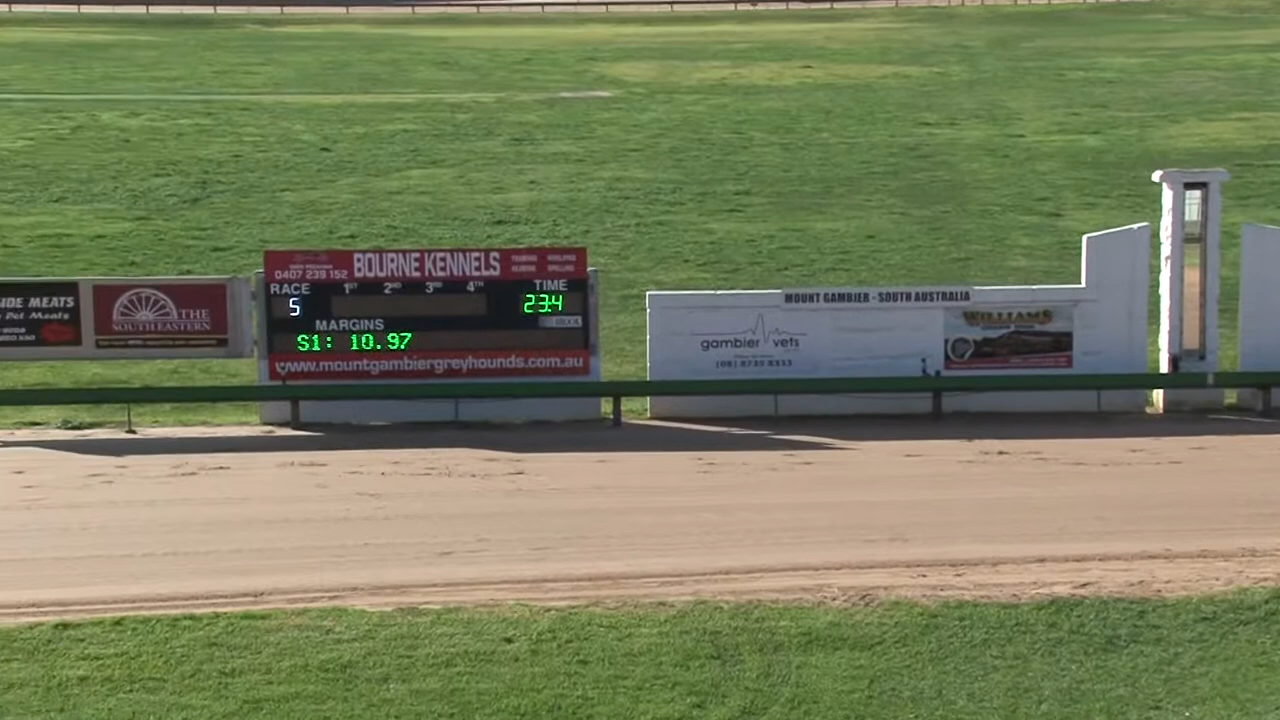 IDE MEATS
Pet Meats
THE
SOUTH EASTERN
0407 239 152
BOURNE KENNELS
RACE 1ST 2ND 3RD 4TH TIME
5 23.4
MARGINS
S1: 10.97
www.mountgambiergreyhounds.com.au
MOUNT GAMBIER - SOUTH AUSTRALIA
gambier vets
WILLIAMS